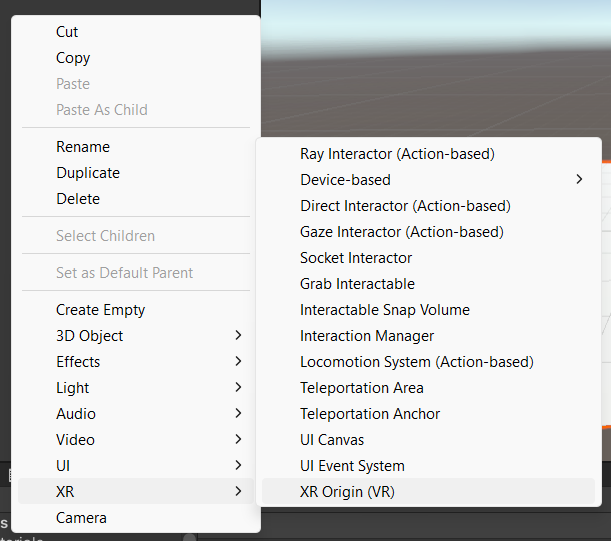 Cut
Copy
Paste
Paste As Child
Rename
Duplicate
Delete
Select Children
Set as Default Parent
Create Empty
3D Object
Effects
Light
Audio
Video
UI
XR
Camera
Ray Interactor (Action-based)
Device-based
Direct Interactor (Action-based)
Gaze Interactor (Action-based)
Socket Interactor
Grab Interactable
Interactable Snap Volume
Interaction Manager
Locomotion System (Action-based)
Teleportation Area
Teleportation Anchor
UI Canvas
UI Event System
XR Origin (VR)